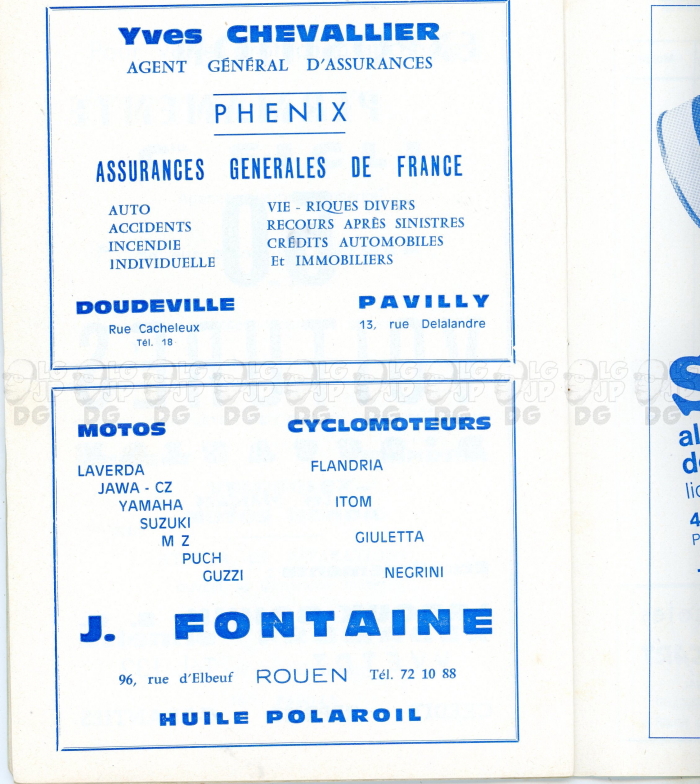 Yves CHEVALLIER
AGENT GÉNÉRAL D'ASSURANCES
PHENIX
ASSURANCES GENERALES DE FRANCE
AUTO
ACCIDENTS
INCENDIE
INDIVIDUELLE
VIE - RIQUES DIVERS
RECOURS APRÈS SINISTRES
CRÉDITS AUTOMOBILES
Et IMMOBILIERS
DOUDEVILLE
Rue Cacheleux
Tél. 18
PAVILLY
13, rue Delalandre
MOTOS
LAVERDA
JAWA - CZ
YAMAHA
SUZUKI
M Z
PUCH
GUZZI
CYCLOMOTEURS
FLANDRIA
ITOM
GIULETTA
NEGRINI
J. FONTAINE
96, rue d'Elbeuf ROUEN Tél. 72 10 88
HUILE POLAROIL